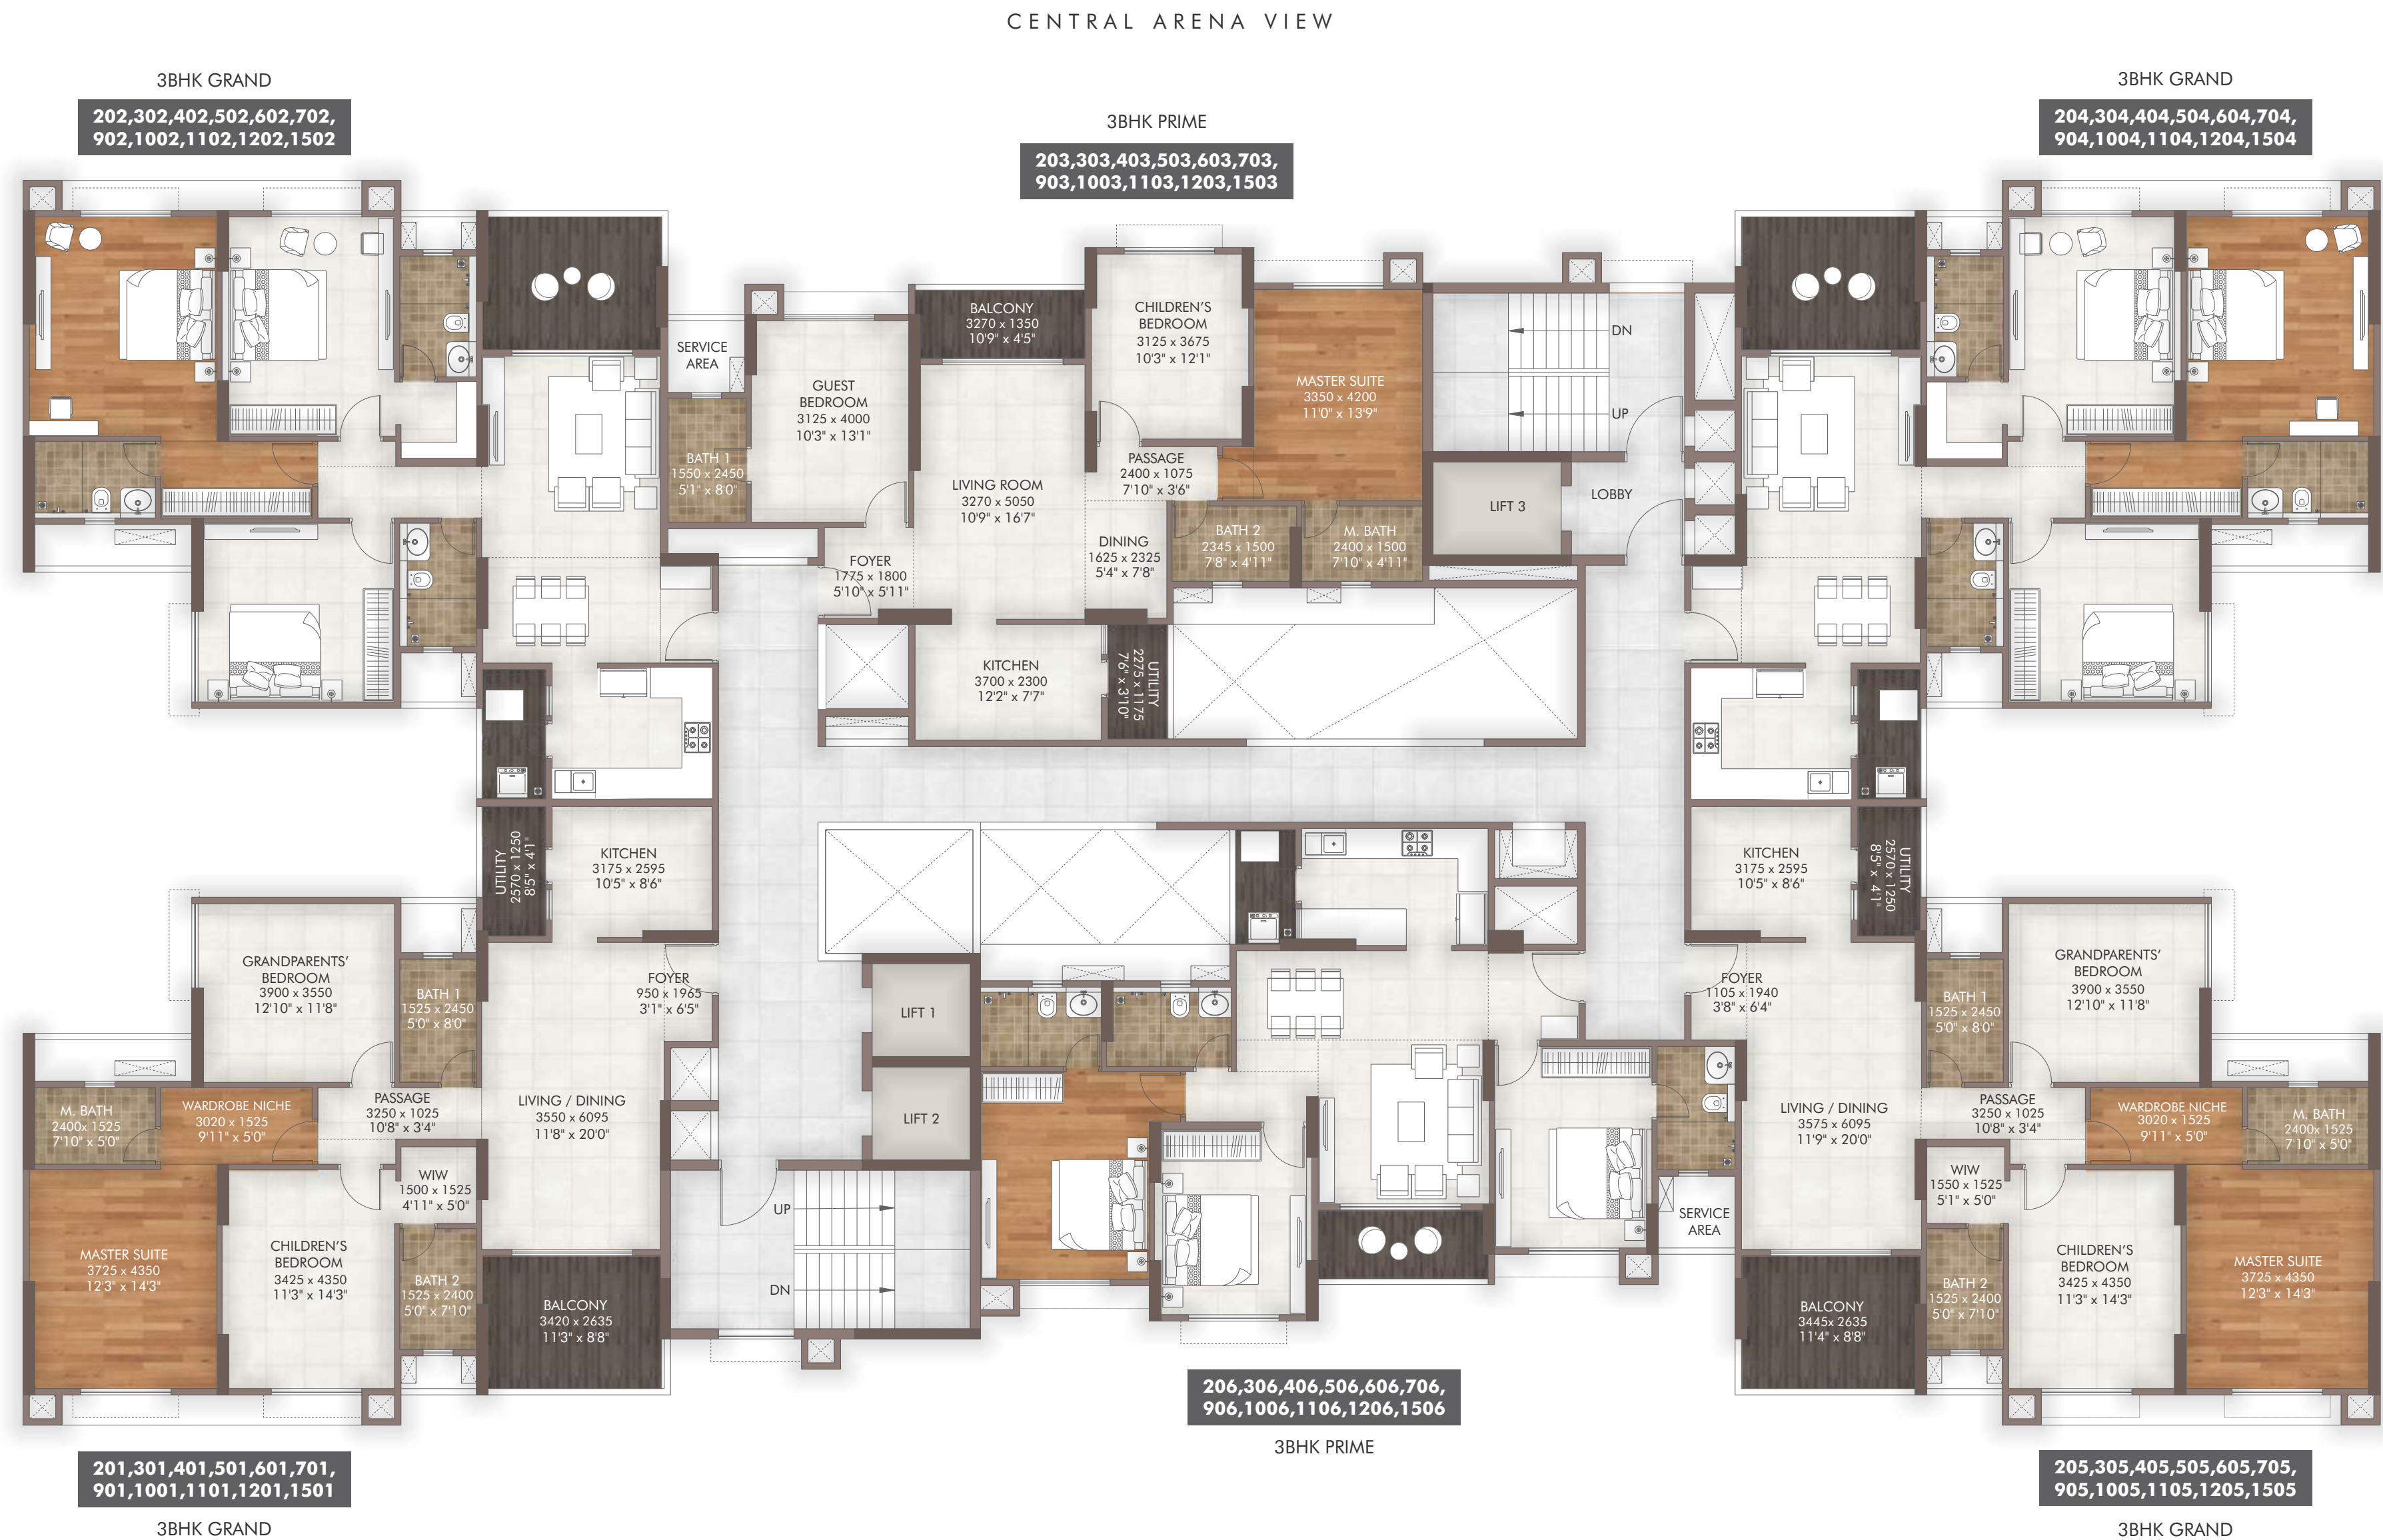 CENTRAL ARENA VIEW
3BHK GRAND
202,302,402,502,602,702,
902,1002,1102,1202,1502
3BHK PRIME
203,303,403,503,603,703,
903,1003,1103,1203,1503
3BHK GRAND
204,304,404,504,604,704,
904,1004,1104,1204,1504
SERVICE
AREA
BATH 1
1550 x 2450
5'1" x 8'0"
GUEST
BEDROOM
3125 x 4000
10'3" x 13'1"
BALCONY
3270 x 1350
10'9" x 4'5"
LIVING ROOM
3270 x 5050
10'9" x 16'7"
CHILDREN'S
BEDROOM
3125 x 3675
10'3" x 12'1"
MASTER SUITE
3350 x 4200
11'0" x 13'9"
PASSAGE
2400 x 1075
7'10" x 3'6"
DINING
1625 x 2325
5'4" x 7'8"
BATH 2
2345 x 1500
7'8" x 4'11"
M. BATH
2400 x 1500
7'10" x 4'11"
FOYER
1775 x 1800
5'10" x 5'11"
KITCHEN
3700 x 2300
12'2" x 7'7"
UTILITY
2275 x 1175
7'6" x 3'10"
DN
UP
LIFT 3
LOBBY
UTILITY
2570 x 1250
8'5" x 4'1"
KITCHEN
3175 x 2595
10'5" x 8'6"
GRANDPARENTS'
BEDROOM
3900 x 3550
12'10" x 11'8"
BATH 1
1525 x 2450
5'0" x 8'0"
FOYER
950 x 1965
3'1" x 6'5"
M. BATH
2400x 1525
7'10" x 5'0"
WARDROBE NICHE
3020 x 1525
9'11" x 5'0"
PASSAGE
3250 x 1025
10'8" x 3'4"
LIVING / DINING
3550 x 6095
11'8" x 20'0"
WIW
1500 x 1525
4'11" x 5'0"
MASTER SUITE
3725 x 4350
12'3" x 14'3"
CHILDREN'S
BEDROOM
3425 x 4350
11'3" x 14'3"
BATH 2
1525 x 2400
5'0" x 7'10"
BALCONY
3420 x 2635
11'3" x 8'8"
LIFT 1
LIFT 2
UP
DN
KITCHEN
3175 x 2595
10'5" x 8'6"
UTILITY
2570 x 1250
8'5" x 4'1"
FOYER
1105 x 1940
3'8" x 6'4"
BATH 1
1525 x 2450
5'0" x 8'0"
GRANDPARENTS'
BEDROOM
3900 x 3550
12'10" x 11'8"
LIVING / DINING
3575 x 6095
11'9" x 20'0"
PASSAGE
3250 x 1025
10'8" x 3'4"
WARDROBE NICHE
3020 x 1525
9'11" x 5'0"
M. BATH
2400x 1525
7'10" x 5'0"
WIW
1550 x 1525
5'1" x 5'0"
SERVICE
AREA
BALCONY
3445x 2635
11'4" x 8'8"
BATH 2
1525 x 2400
5'0" x 7'10"
CHILDREN'S
BEDROOM
3425 x 4350
11'3" x 14'3"
MASTER SUITE
3725 x 4350
12'3" x 14'3"
206,306,406,506,606,706,
906,1006,1106,1206,1506
3BHK PRIME
201,301,401,501,601,701,
901,1001,1101,1201,1501
3BHK GRAND
205,305,405,505,605,705,
905,1005,1105,1205,1505
3BHK GRAND